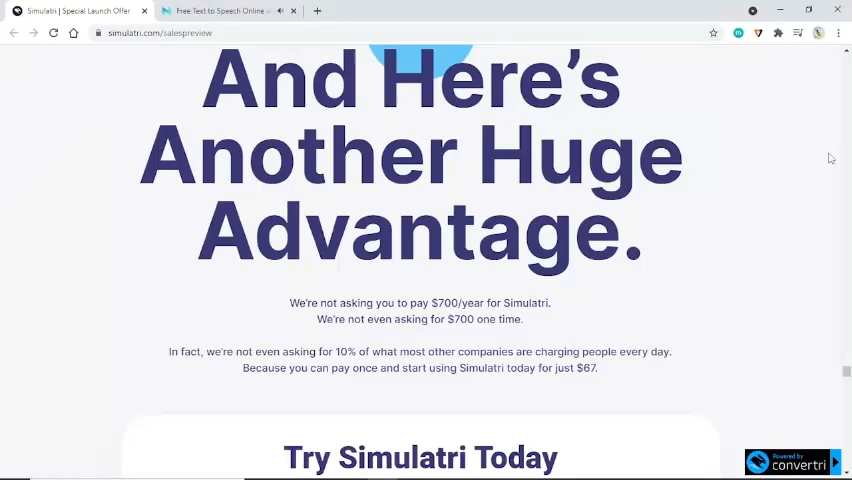 Simulatri | Special Launch Offer
Free Text to Speech Online
simulatri.com/salespreview
And Here's
Another Huge
Advantage.
We're not asking you to pay $700/year for Simulatri.
We're not even asking for $700 one time.
In fact, we're not even asking for 10% of what most other companies are charging people every day.
Because you can pay once and start using Simulatri today for just $67.
Try Simulatri Today
Powered by
convertri